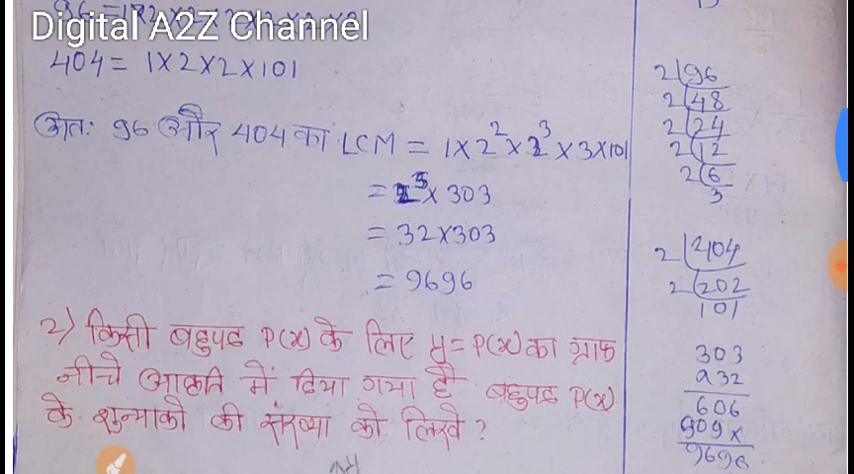 Digital A2Z Channel
404 = 1×2×2×101
अतः 96 और 404 का LCM = 1×2²×2³×3×101
= 2⁵×303
= 32×303
= 9696
2) किसी बहुपद P(x) के लिए y = P(x) का ग्राफ
नीचे आकृति में दिया गया है बहुपद P(x)
के शुन्याको की संख्या को लिखे ?
2|96
2|48
2|24
2|12
2|6
3
2|404
2|202
101
303
×32
606
909×
9696